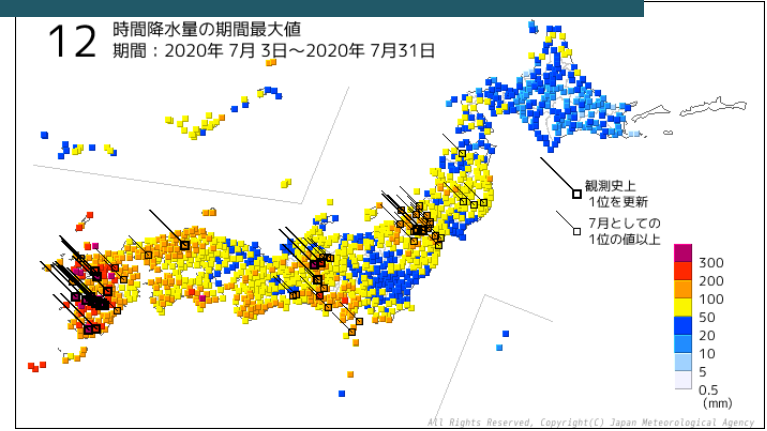 12 時間降水量の期間最大値
期間：2020年 7月 3日～2020年 7月31日
観測史上
1位を更新
7月としての
1位の値以上
300
200
100
50
20
10
5
0.5
(mm)
All Rights Reserved, Copyright(C) Japan Meteorological Agency